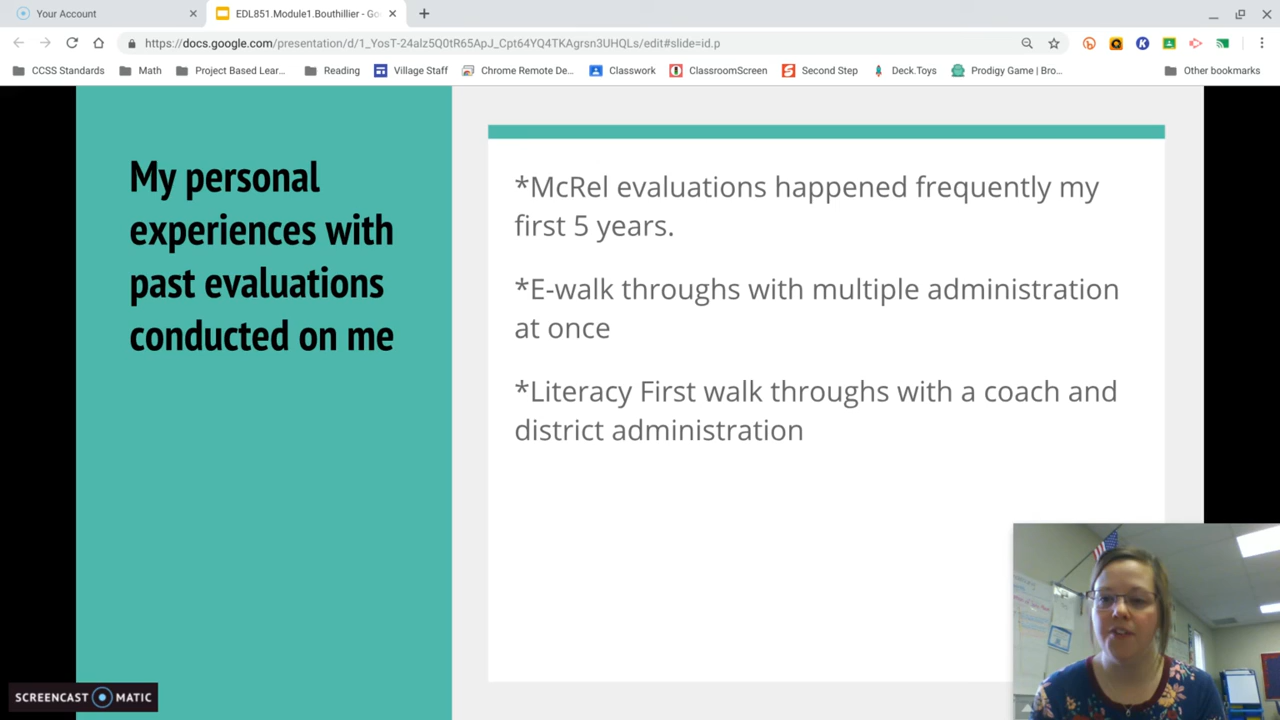 Your Account
EDL851.Module1.Bouthillier - Go
https://docs.google.com/presentation/d/1_YosT-24alz5Q0tR65ApJ_Cpt64YQ4TKAgrsn3UHQLs/edit#slide=id.p
CCSS Standards
Math
Project Based Lear...
Reading
Village Staff
Chrome Remote De...
Classwork
ClassroomScreen
Second Step
Deck.Toys
Prodigy Game | Bro...
Other bookmarks
My personal
experiences with
past evaluations
conducted on me
*McRel evaluations happened frequently my
first 5 years.
*E-walk throughs with multiple administration
at once
*Literacy First walk throughs with a coach and
district administration
SCREENCAST MATIC